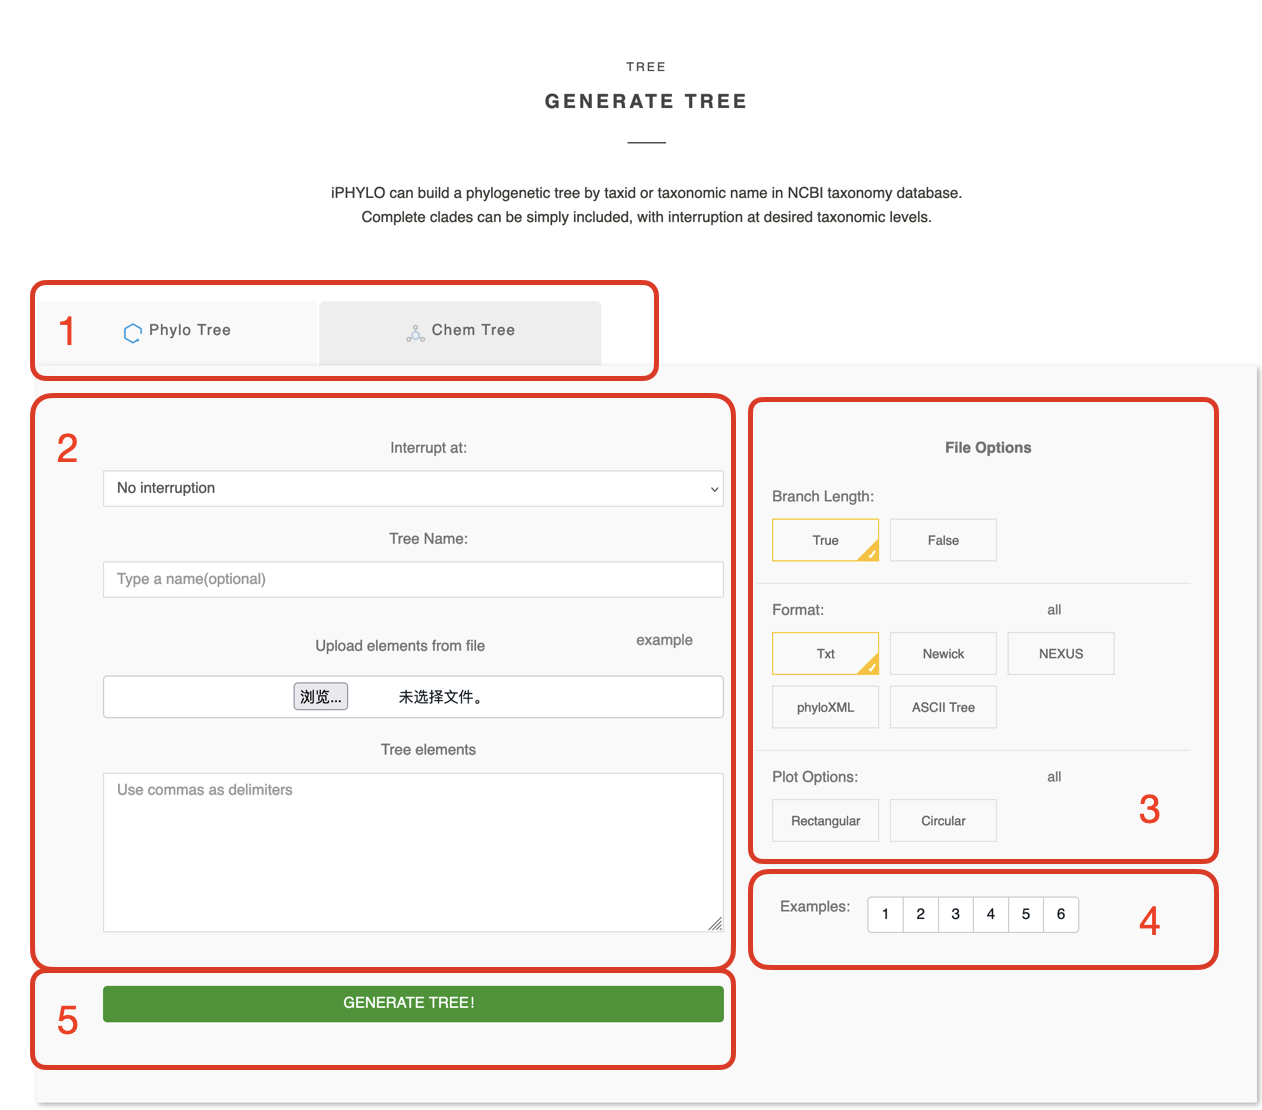 TREE
GENERATE TREE
iPHYLO can build a phylogenetic tree by taxid or taxonomic name in NCBI taxonomy database.
Complete clades can be simply included, with interruption at desired taxonomic levels.
1
Phylo Tree
Chem Tree
2
Interrupt at:
No interruption
Tree Name:
Type a name(optional)
Upload elements from file
example
浏览...
未选择文件。
Tree elements
Use commas as delimiters
File Options
Branch Length:
True
False
Format:
all
Txt
Newick
NEXUS
phyloXML
ASCII Tree
Plot Options:
all
Rectangular
Circular
3
Examples:
1 2 3 4 5 6
4
5
GENERATE TREE!